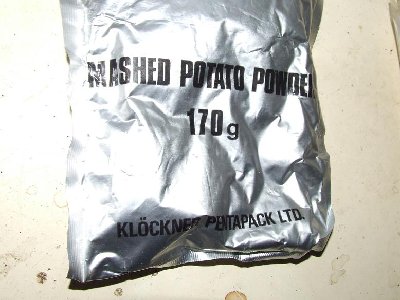 MASHED POTATO POWDER
170g
KLÖCKNER PENTAPACK LTD.